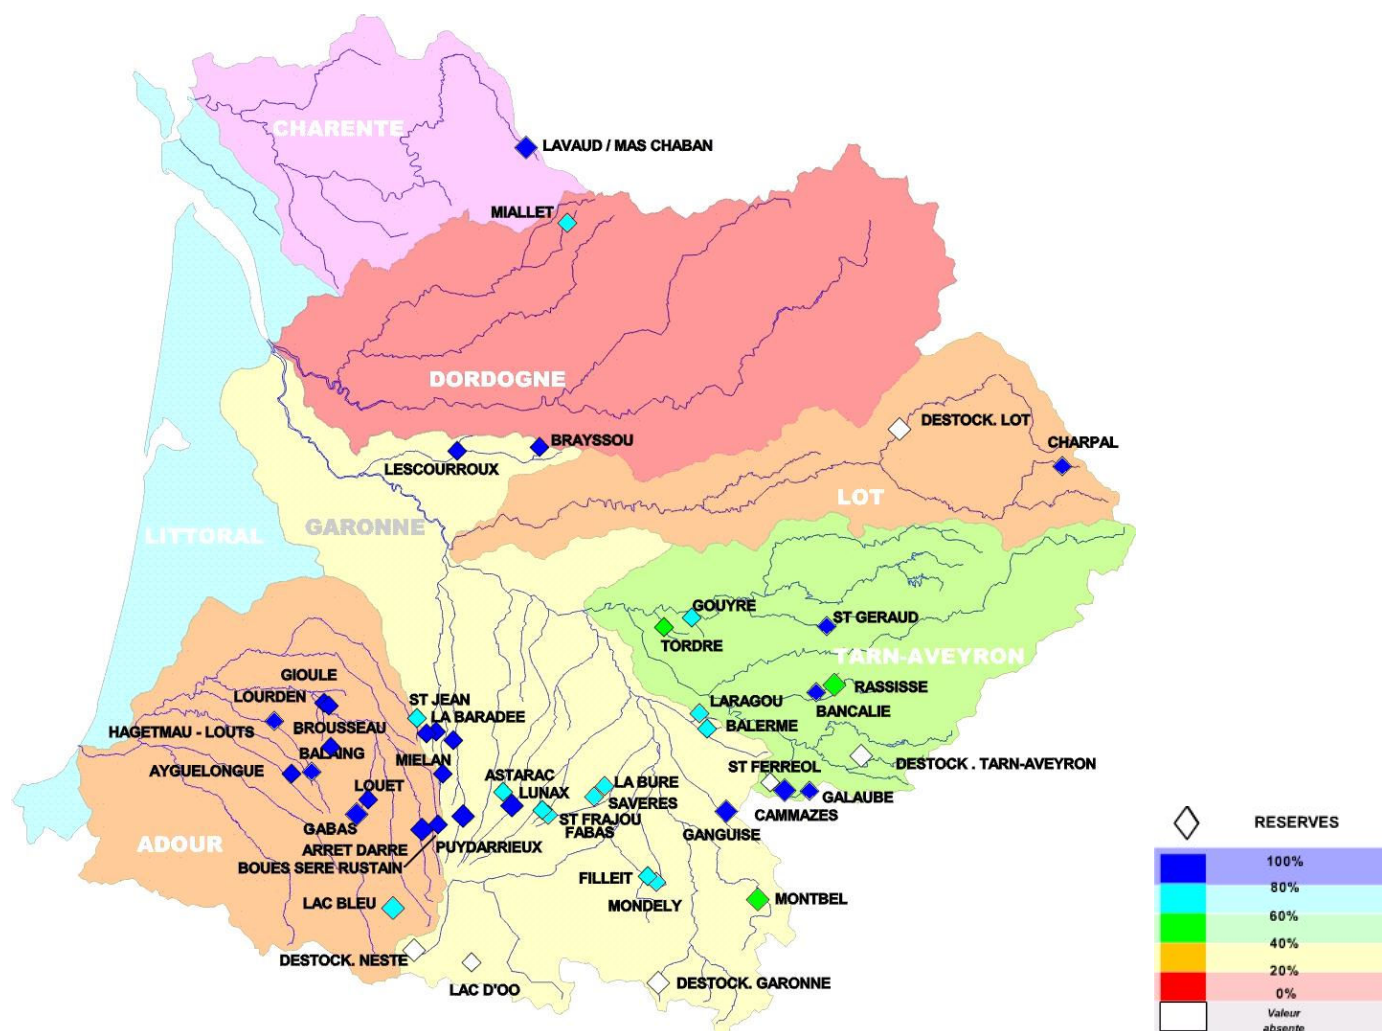 CHARENTE
LAVAUD / MAS CHABAN
MIALLET
DORDOGNE
DESTOCK. LOT
BRAYSSOU
CHARPAL
LESCOURROUX
LOT
GARONNE
LITTORAL
GOUYRE
ST GERAUD
TORDRE
TARN-AVEYRON
GIOULE
RASSISSE
LOURDEN
ST JEAN
LARAGOU
BANCALIE
LA BARADEE
HAGETMAU - LOUTS
BROUSSEAU
BALERME
BALAING
MIELAN
ST FERREOL
DESTOCK . TARN-AVEYRON
AYGUELONGUE
LOUET
ASTARAC
LA BURE
LUNAX
SAVERES
GALAUBE
CAMMAZES
GABAS
ST FRAJOU
FABAS
GANGUISE
ADOUR
ARRET DARRE
PUYDARRIEUX
BOUES SERE RUSTAIN
FILLEIT
LAC BLEU
MONDELY
MONTBEL
DESTOCK. NESTE
LAC D'OO
DESTOCK. GARONNE
RESERVES
100%
80%
60%
40%
20%
0%
Valeur
absente